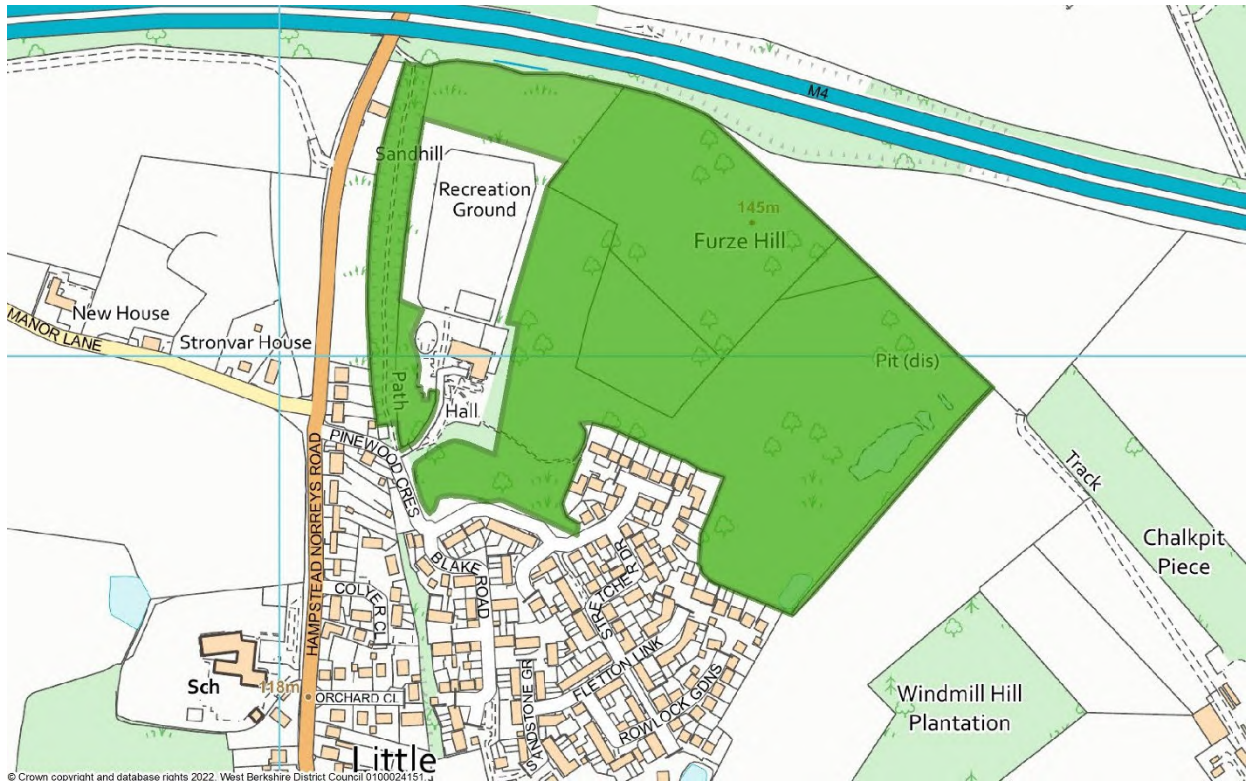 M4
Sandhill
Recreation
Ground
145m
Furze Hill
New House
MANOR LANE
Stronvar House
Pit (dis)
Path
Hall
PINEWOOD CRES
HAMPSTEAD NORREYS ROAD
Track
Chalkpit
Piece
BLAKE ROAD
STRETCHER DR
COLYER CL
Sch
118m
ORCHARD CL
SANDSTONE GR
FLETTON LINK
ROWLOCK GDNS
Windmill Hill
Plantation
Little
© Crown copyright and database rights 2022. West Berkshire District Council 0100024151.